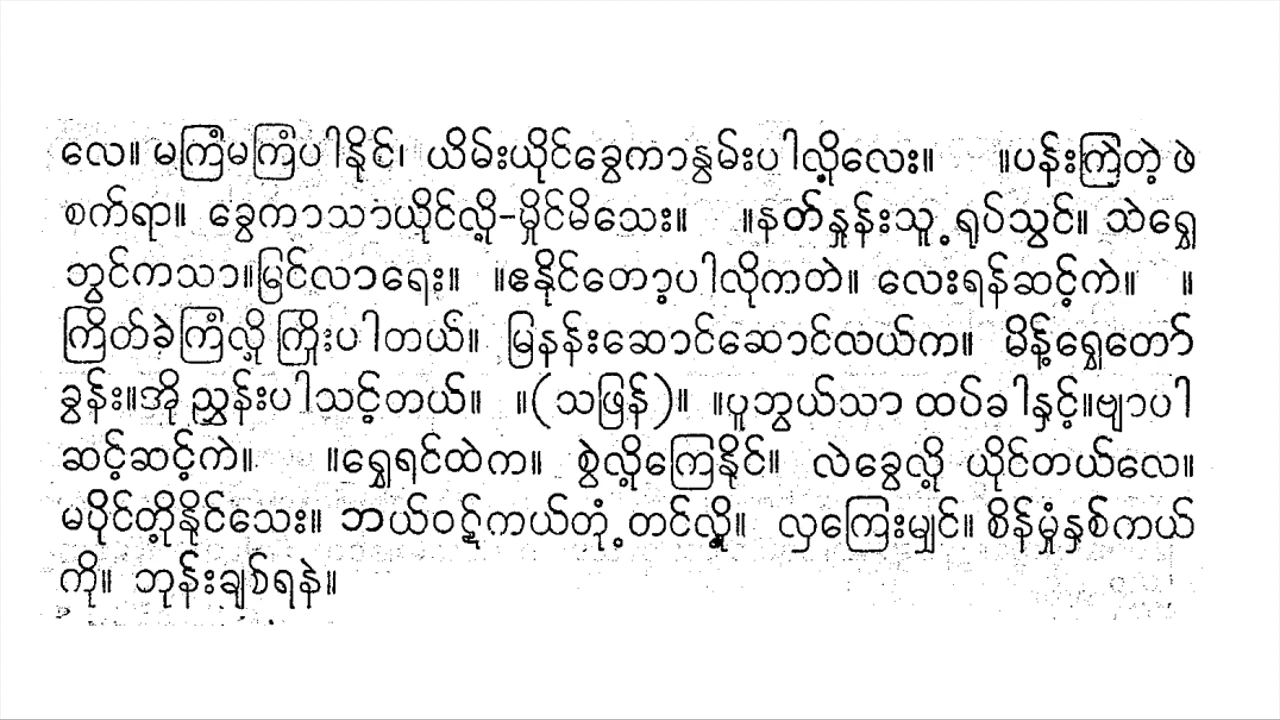 လေ။ မကြံမကြံပါနိုင်၊ ယိမ်းယိုင်ခွေကာနွမ်းပါလို့လေး။ ။ပန်းကြဲတဲ့ ဖဲ
စက်ရာ။ ခွေကာသာယိုင်လို့-မှိုင်မိသေး။ ။နတ်နှုန်းသူ့ ရုပ်သွင်။ သဲရွှေ
ဘွင်ကသာ။မြင်လာရေး။ ။ဧနိုင်တော့ပါလိုကတဲ။ လေးရန်ဆင့်ကဲ။ ။
ကြိတ်ခဲကြံလို့ ကြိုးပါတယ်။ မြနန်းဆောင်ဆောင်လယ်က။ မိန့်ရွှေတော်
ခွန်း။အို ညွှန်းပါသင့်တယ်။ ။(သဖြန်)။ ။ပူဘွယ်သာ ထပ်ခါနှင့်။ဗျာပါ
ဆင့်ဆင့်ကဲ။ ။ရွှေရင်ထဲက။ စွဲလို့ကြေနိုင်။ လဲခွေလို့ ယိုင်တယ်လေ။
မပိုင်တို့နိုင်သေး။ ဘယ်ဝဋ်ကယ်တုံ့ တင်လို့။ လှကြေးမျှင်။ စိန်မှုံနှစ်ကယ်
ကို။ ဘုန်းချစ်ရနဲ။